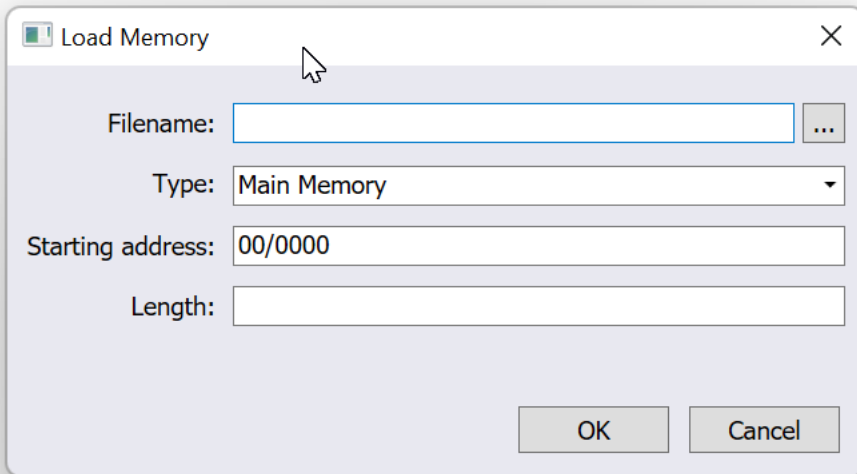 Load Memory
Filename: ...
Type: Main Memory
Starting address: 00/0000
Length:
OK Cancel